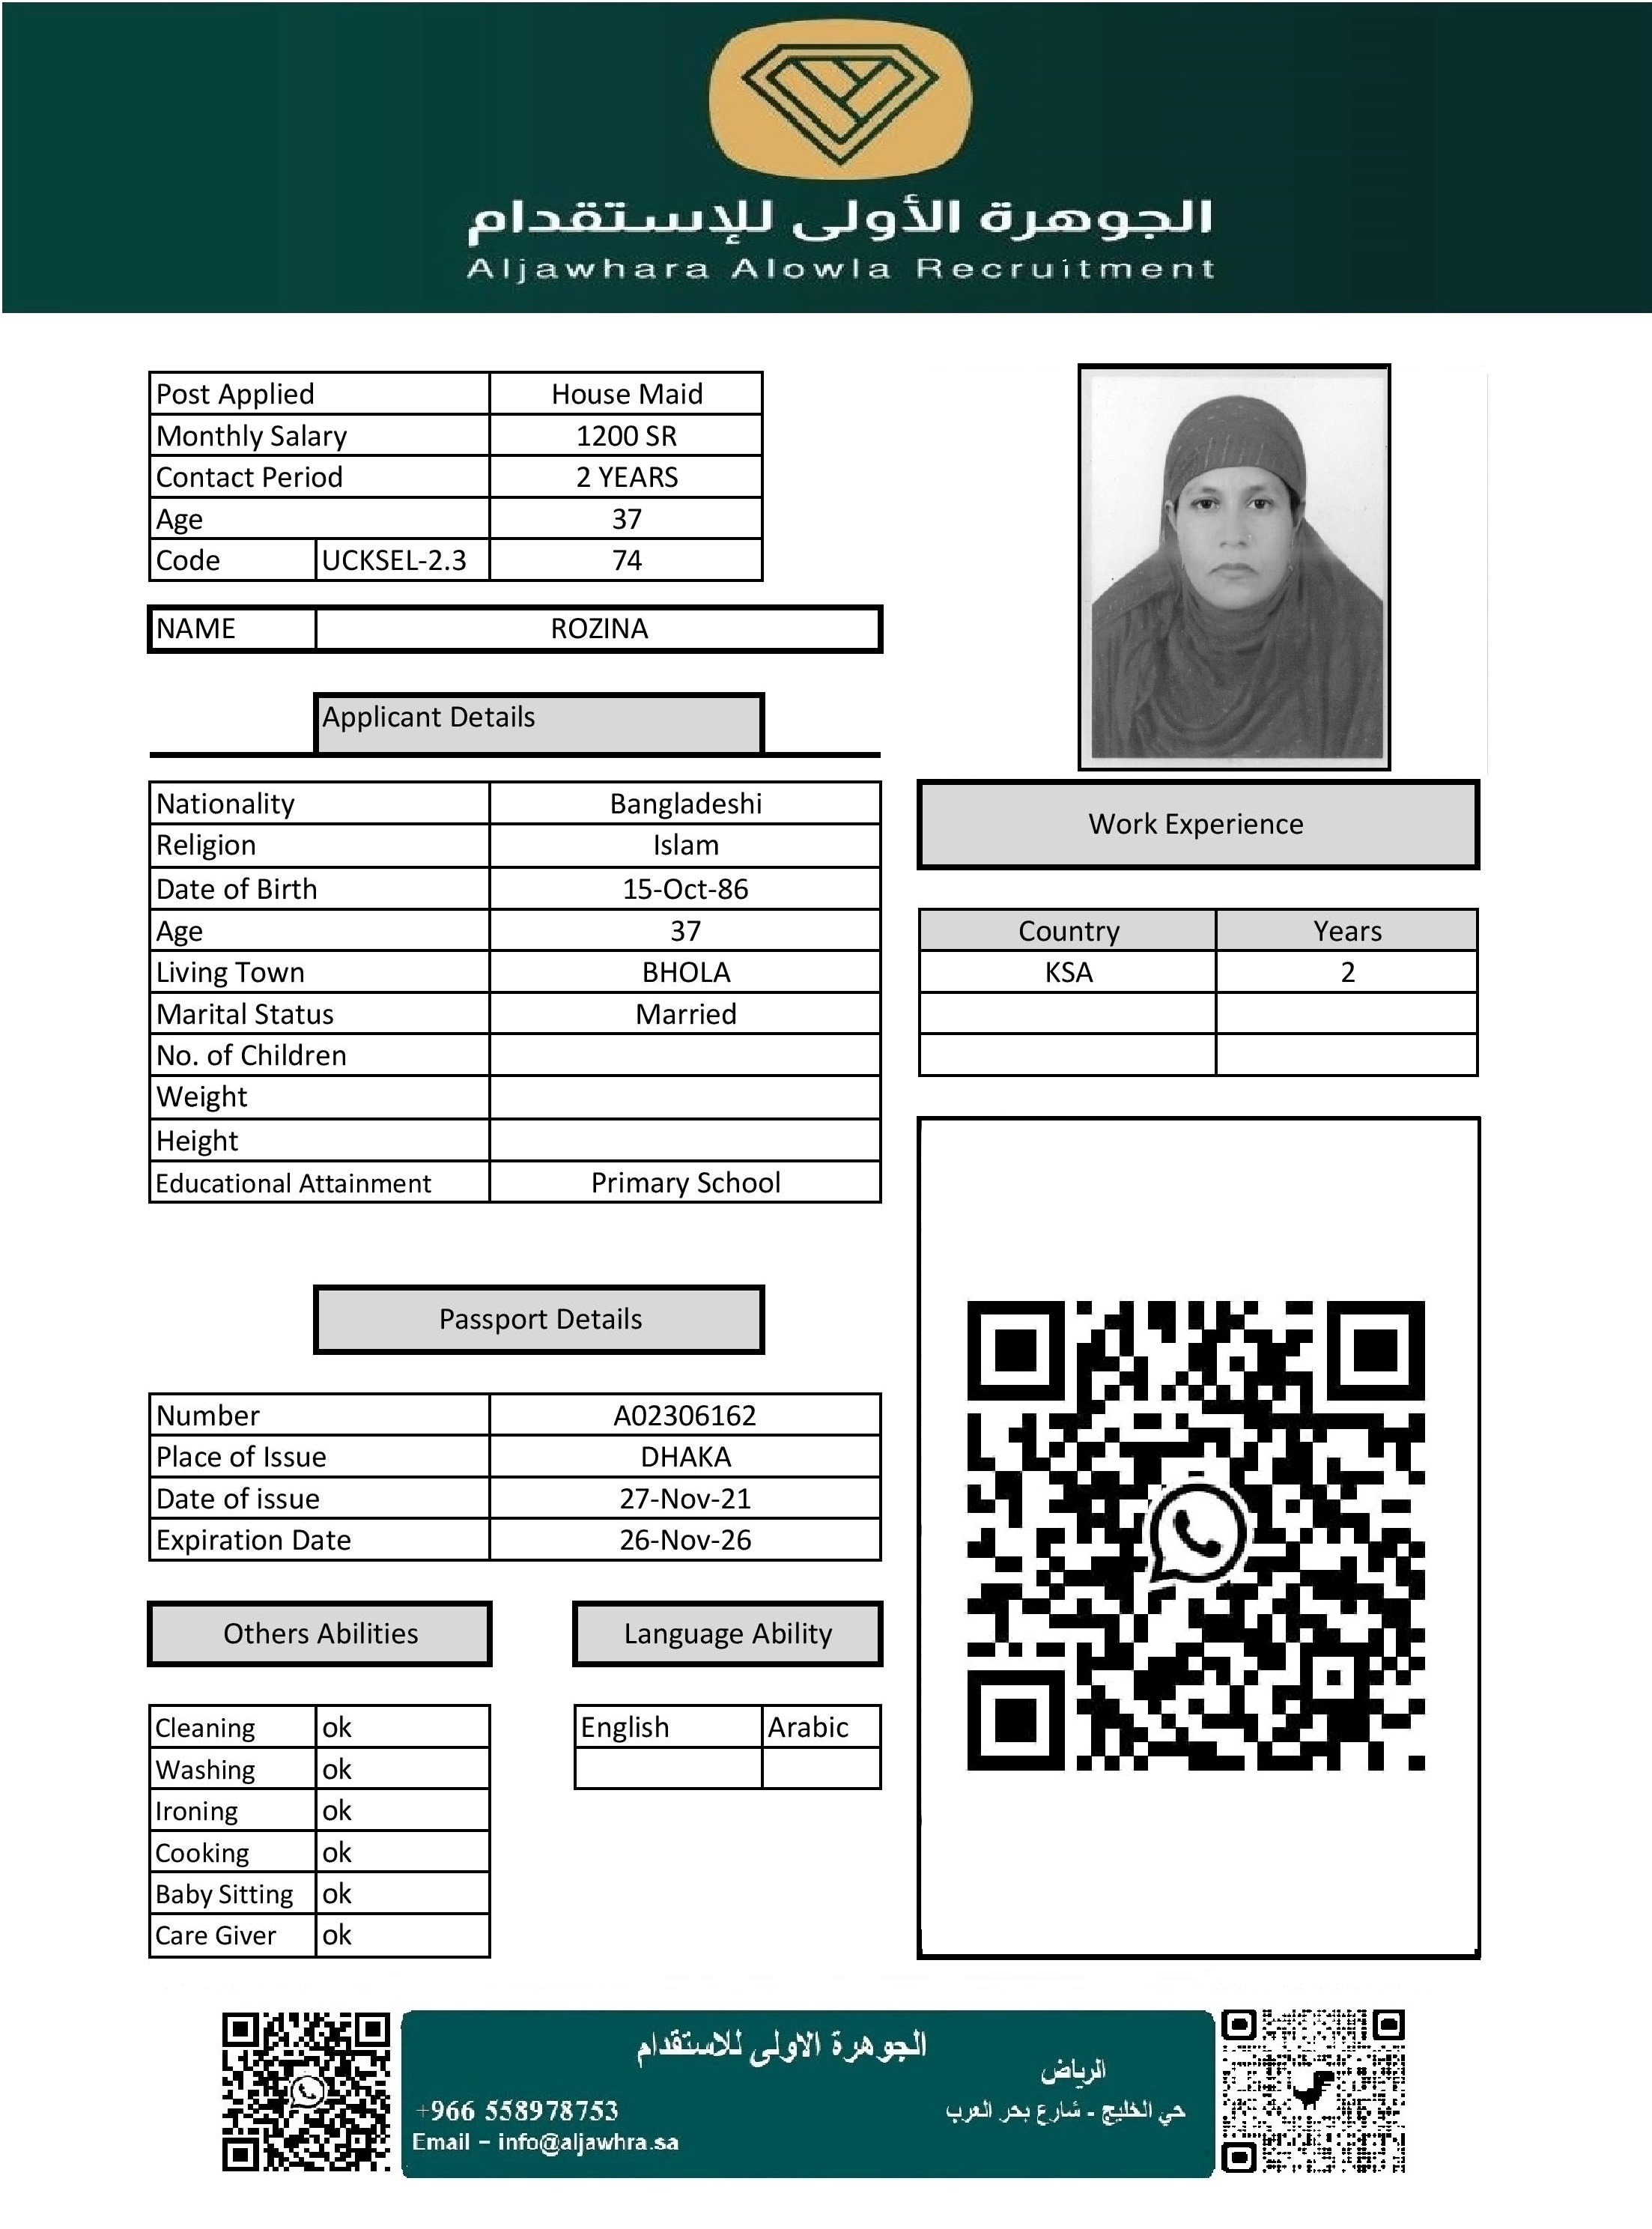 الجوهرة الأولى للإستقدام
Aljawhara Alowla Recruitment
Post Applied House Maid
Monthly Salary 1200 SR
Contact Period 2 YEARS
Age 37
Code UCKSEL-2.3 74
NAME ROZINA
Applicant Details
Nationality Bangladeshi
Religion Islam
Date of Birth 15-Oct-86
Age 37
Living Town BHOLA
Marital Status Married
No. of Children
Weight
Height
Educational Attainment Primary School
Work Experience
Country Years
KSA 2
Passport Details
Number A02306162
Place of Issue DHAKA
Date of issue 27-Nov-21
Expiration Date 26-Nov-26
Others Abilities
Cleaning ok
Washing ok
Ironing ok
Cooking ok
Baby Sitting ok
Care Giver ok
Language Ability
English Arabic
الجوهرة الاولى للاستقدام
الرياض
حي الخليج - شارع بحر العرب
+966 558978753
Email – info@aljawhra.sa